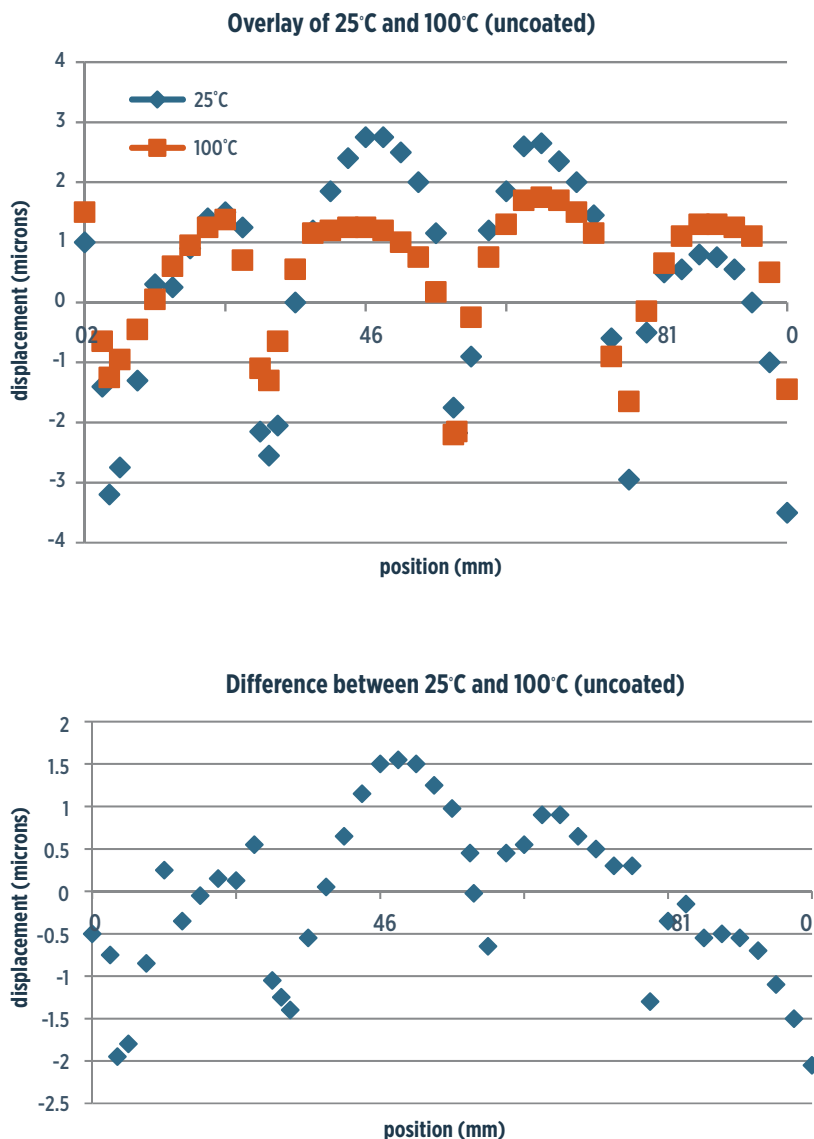 Overlay of 25°C and 100°C (uncoated)
4
25°C
3
100°C
2
1
0
02 46 81 0
-1
-2
-3
-4
displacement (microns)
position (mm)
Difference between 25°C and 100°C (uncoated)
2
1.5
1
0.5
0
0 46 81 0
-0.5
-1
-1.5
-2
-2.5
displacement (microns)
position (mm)